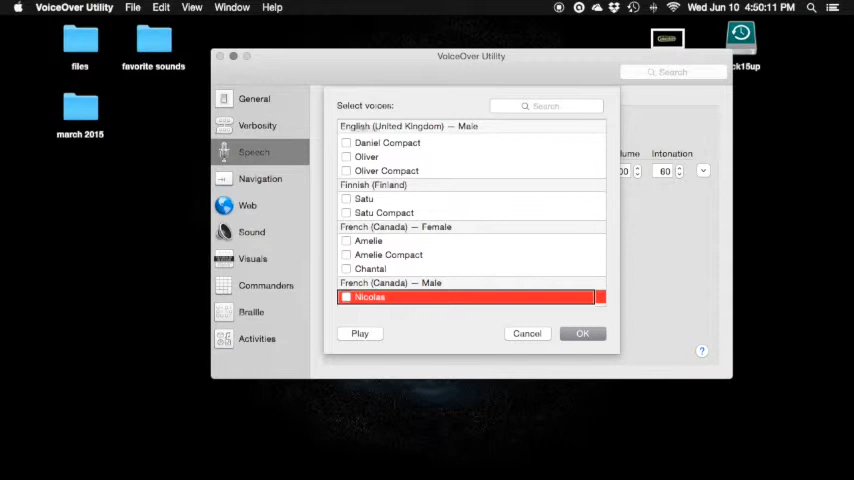 VoiceOver Utility File Edit View Window Help Wed Jun 10 4:50:11 PM
files
favorite sounds
march 2015
VoiceOver Utility
Search
General
Verbosity
Speech
Navigation
Web
Sound
Visuals
Commanders
Braille
Activities
Select voices:
Search
English (United Kingdom) — Male
Daniel Compact
Oliver
Oliver Compact
Finnish (Finland)
Satu
Satu Compact
French (Canada) — Female
Amelie
Amelie Compact
Chantal
French (Canada) — Male
Nicolas
Play
Cancel
OK
Intonation
60
?